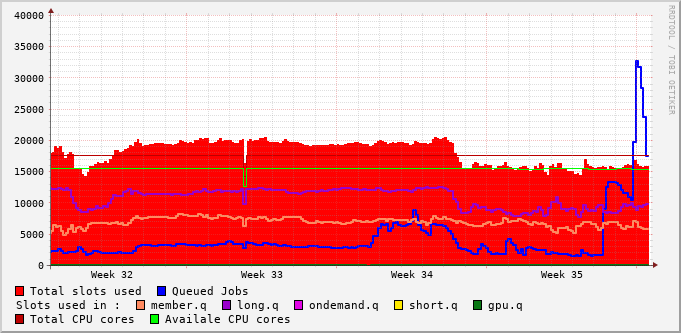 40000
35000
30000
25000
20000
15000
10000
5000
0
Week 32 Week 33 Week 34 Week 35
RRDTOOL / TOBI OETIKER
Total slots used Queued Jobs
Slots used in : member.q long.q ondemand.q short.q gpu.q
Total CPU cores Availale CPU cores